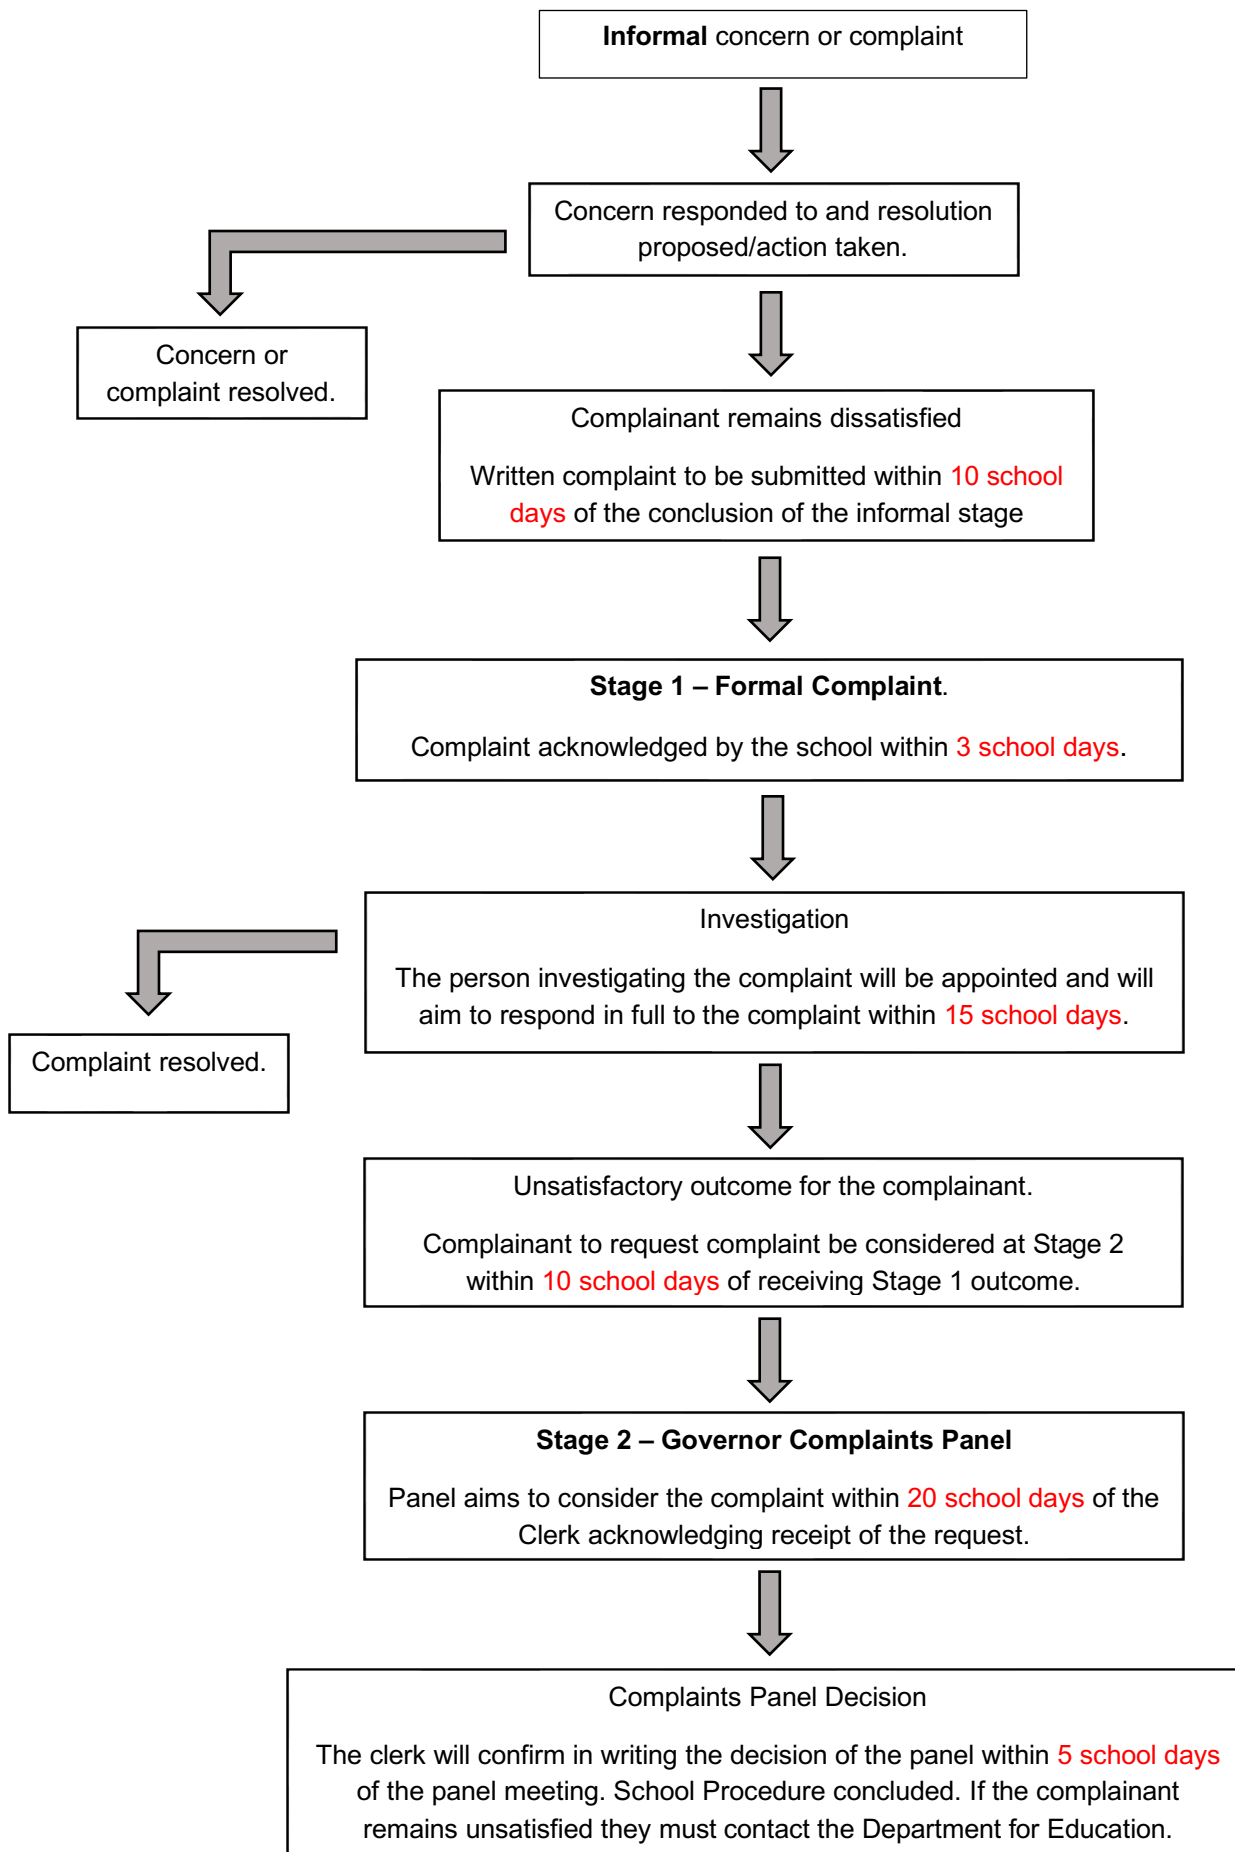 Informal concern or complaint
Concern responded to and resolution
proposed/action taken.
Concern or
complaint resolved.
Complainant remains dissatisfied
Written complaint to be submitted within 10 school
days of the conclusion of the informal stage
Stage 1 – Formal Complaint.
Complaint acknowledged by the school within 3 school days.
Investigation
The person investigating the complaint will be appointed and will
aim to respond in full to the complaint within 15 school days.
Complaint resolved.
Unsatisfactory outcome for the complainant.
Complainant to request complaint be considered at Stage 2
within 10 school days of receiving Stage 1 outcome.
Stage 2 – Governor Complaints Panel
Panel aims to consider the complaint within 20 school days of the
Clerk acknowledging receipt of the request.
Complaints Panel Decision
The clerk will confirm in writing the decision of the panel within 5 school days
of the panel meeting. School Procedure concluded. If the complainant
remains unsatisfied they must contact the Department for Education.